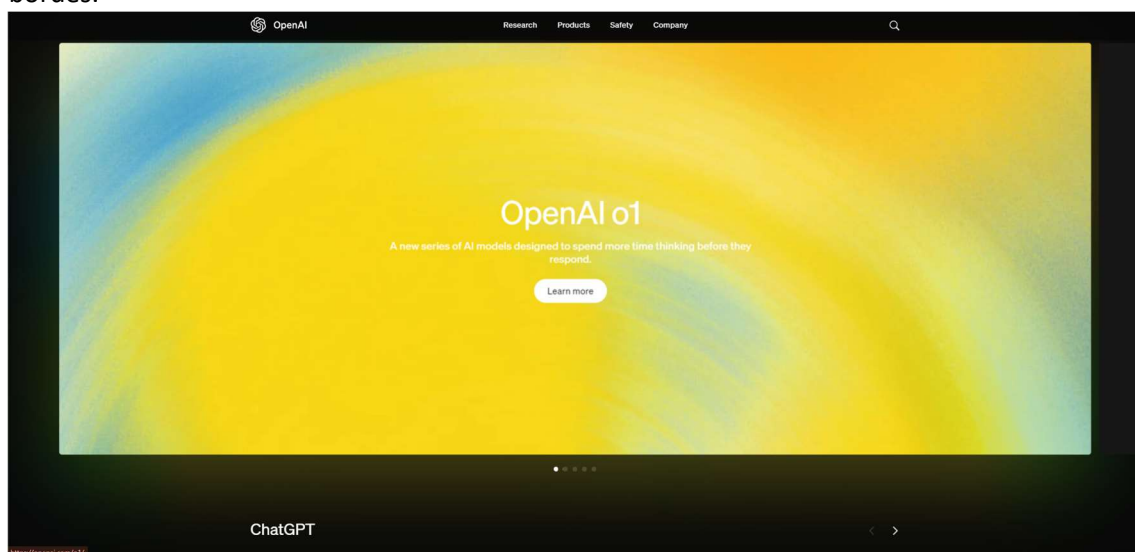 bordes.
OpenAI
Research Products Safety Company
OpenAI o1
A new series of AI models designed to spend more time thinking before they
respond.
Learn more
ChatGPT